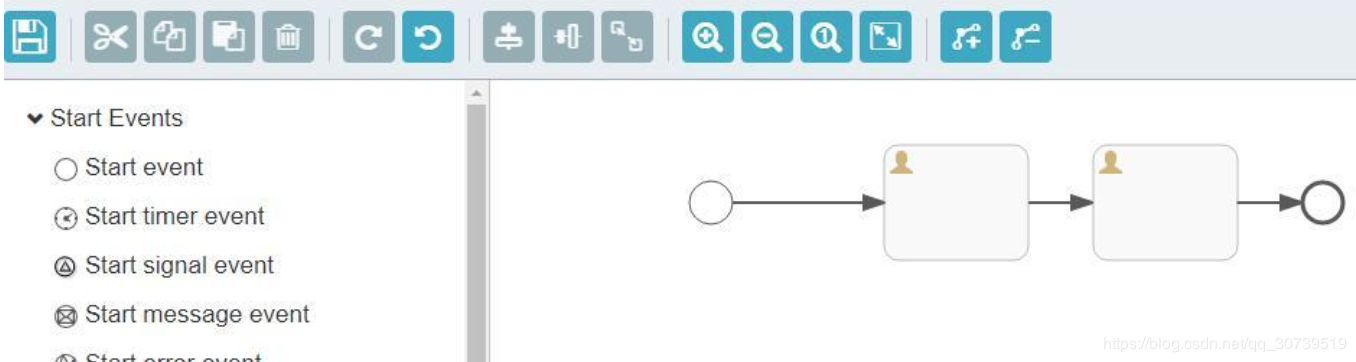 1
Start Events
Start event
Start timer event
Start signal event
Start message event
Start error event
https://blog.csdn.net/qq_30739519